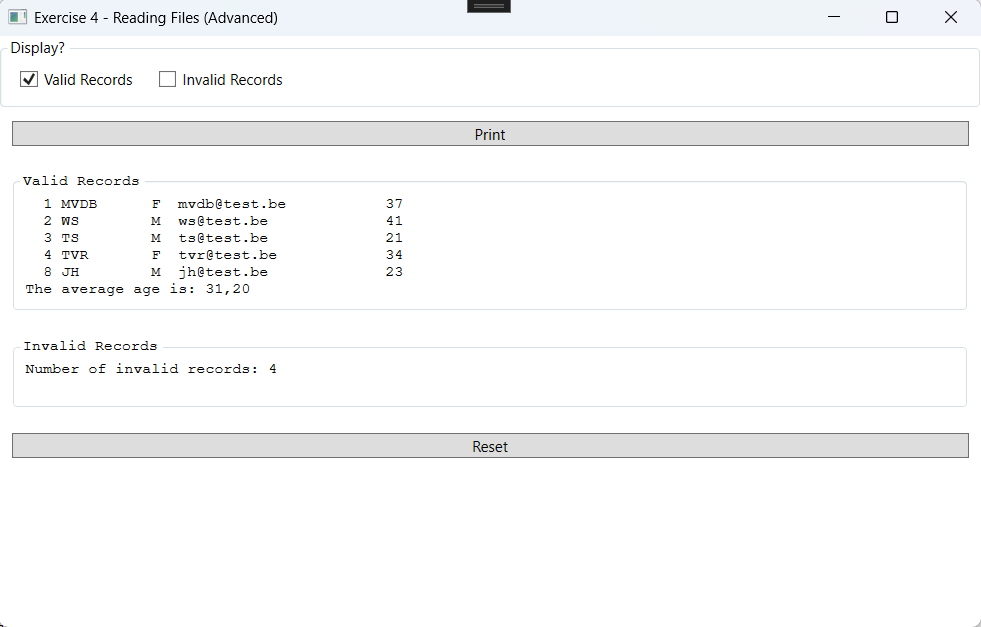 Exercise 4 - Reading Files (Advanced)
Display?
Valid Records Invalid Records
Print
Valid Records
1 MVDB F mvdb@test.be 37
2 WS M ws@test.be 41
3 TS M ts@test.be 21
4 TVR F tvr@test.be 34
8 JH M jh@test.be 23
The average age is: 31,20
Invalid Records
Number of invalid records: 4
Reset